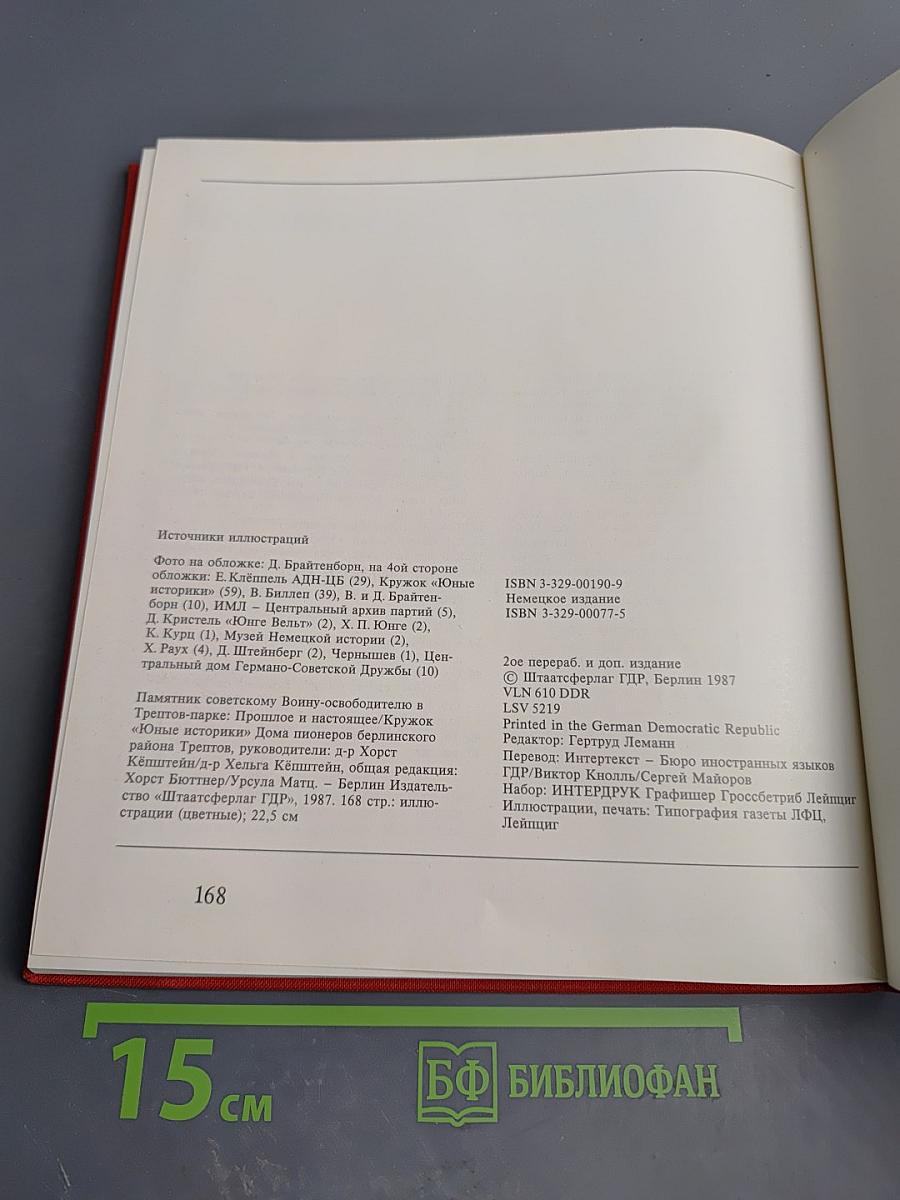 Источники иллюстраций
Фото на обложке: Д. Брайтенборн, на 4ой стороне
обложки: Е. Клёппель АДН-ЦБ (29), Кружок «Юные
историки» (59), В. Биллеп (39), В. и Д. Брайтен-
борн (10), ИМЛ – Центральный архив партий (5),
Д. Кристель «Юнге Вельт» (2), Х. П. Юнге (2),
К. Курц (1), Музей Немецкой истории (2),
Х. Раух (4), Д. Штейнберг (2), Чернышев (1), Цен-
тральный дом Германо-Советской Дружбы (10)
Памятник советскому Воину-освободителю в
Трептов-парке: Прошлое и настоящее/Кружок
«Юные историки» Дома пионеров берлинского
района Трептов, руководители: д-р Хорст
Кёпштейн/д-р Хельга Кёпштейн, общая редакция:
Хорст Бюттнер/Урсула Матц. – Берлин Издатель-
ство «Штаатсферлаг ГДР», 1987. 168 стр.: иллю-
страции (цветные); 22,5 см
ISBN 3-329-00190-9
Немецкое издание
ISBN 3-329-00077-5
2ое перераб. и доп. издание
© Штаатсферлаг ГДР, Берлин 1987
VLN 610 DDR
LSV 5219
Printed in the German Democratic Republic
Редактор: Гертруд Леманн
Перевод: Интертекст – Бюро иностранных языков
ГДР/Виктор Кнолль/Сергей Майоров
Набор: ИНТЕРДРУК Графишер Гроссбетриб Лейпциг
Иллюстрации, печать: Типография газеты ЛФЦ,
Лейпциг
168
15 см
БФ БИБЛИОФАН